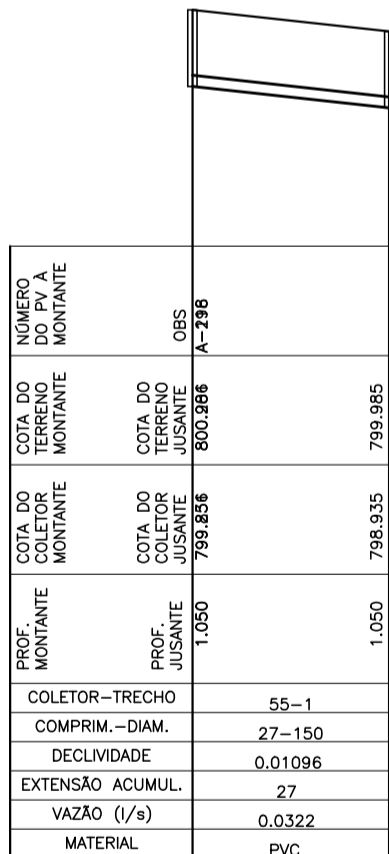 NÚMERO
DO PV À
MONTANTE
OBS
COTA DO
TERRENO
MONTANTE
COTA DO
TERRENO
JUSANTE
799.985
COTA DO
COLETOR
MONTANTE
COTA DO
COLETOR
JUSANTE
798.935
PROF.
MONTANTE
PROF.
JUSANTE
1.050
1.050
COLETOR-TRECHO 55-1
COMPRIM.-DIAM. 27-150
DECLIVIDADE 0.01096
EXTENSÃO ACUMUL. 27
VAZÃO (l/s) 0.0322
MATERIAL PVC